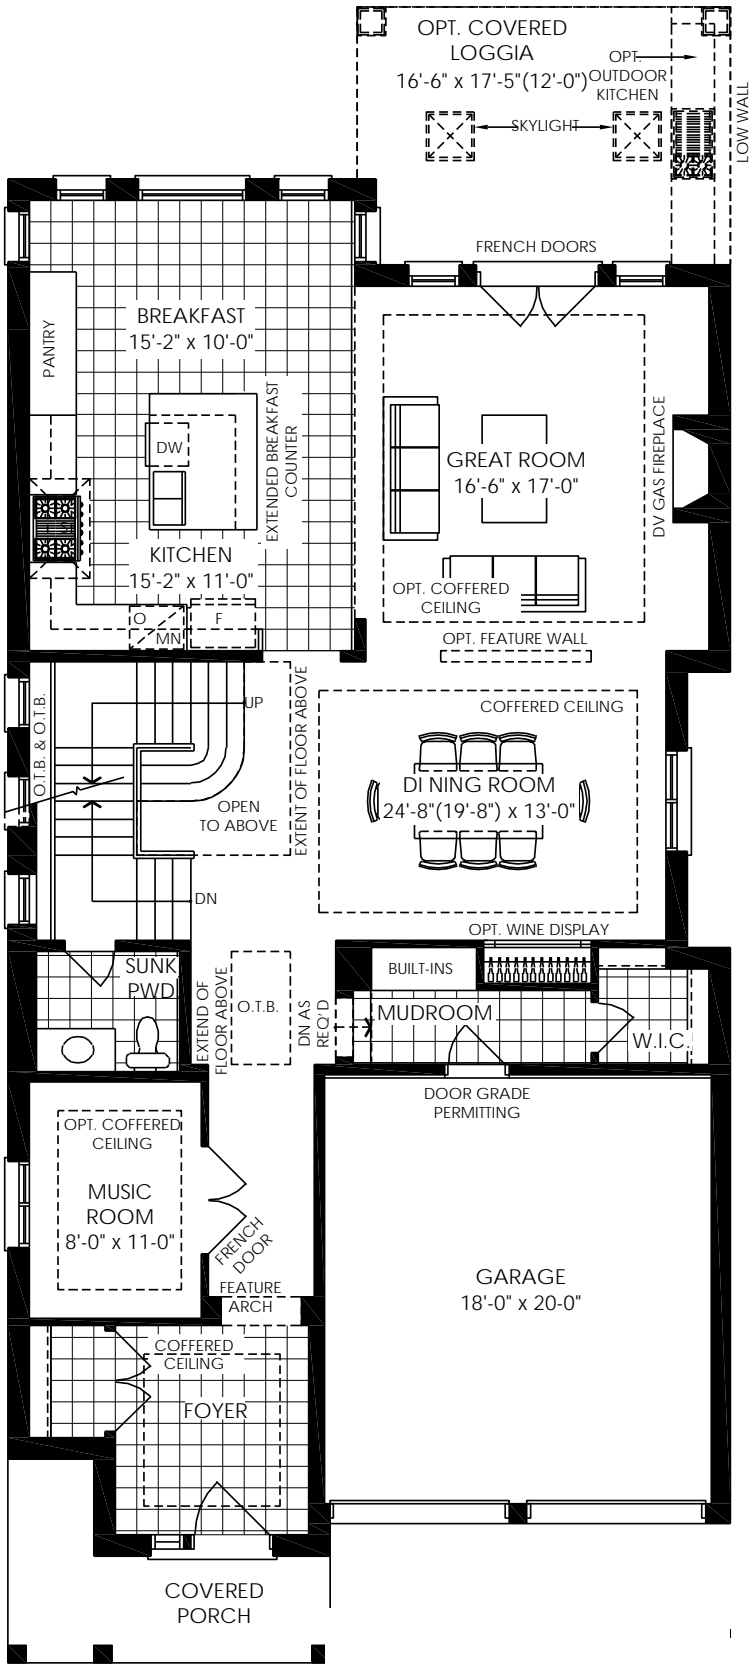 OPT. COVERED
LOGGIA
16'-6" x 17'-5"(12'-0")
OPT.
OUTDOOR
KITCHEN
SKYLIGHT
LOW WALL
FRENCH DOORS
BREAKFAST
15'-2" x 10'-0"
PANTRY
DW
EXTENDED BREAKFAST
COUNTER
GREAT ROOM
16'-6" x 17'-0"
DV GAS FIREPLACE
KITCHEN
15'-2" x 11'-0"
OPT. COFFERED
CEILING
O
MN
F
OPT. FEATURE WALL
O.T.B. & O.T.B.
UP
EXTENT OF FLOOR ABOVE
COFFERED CEILING
OPEN
TO ABOVE
DINING ROOM
24'-8"(19'-8") x 13'-0"
DN
OPT. WINE DISPLAY
SUNK
PWD
EXTEND OF
FLOOR ABOVE
O.T.B.
DN AS
REQ'D
BUILT-INS
MUDROOM
W.I.C.
DOOR GRADE
PERMITTING
OPT. COFFERED
CEILING
MUSIC
ROOM
8'-0" x 11-0"
FRENCH
DOOR
FEATURE
ARCH
GARAGE
18'-0" x 20-0"
COFFERED
CEILING
FOYER
COVERED
PORCH